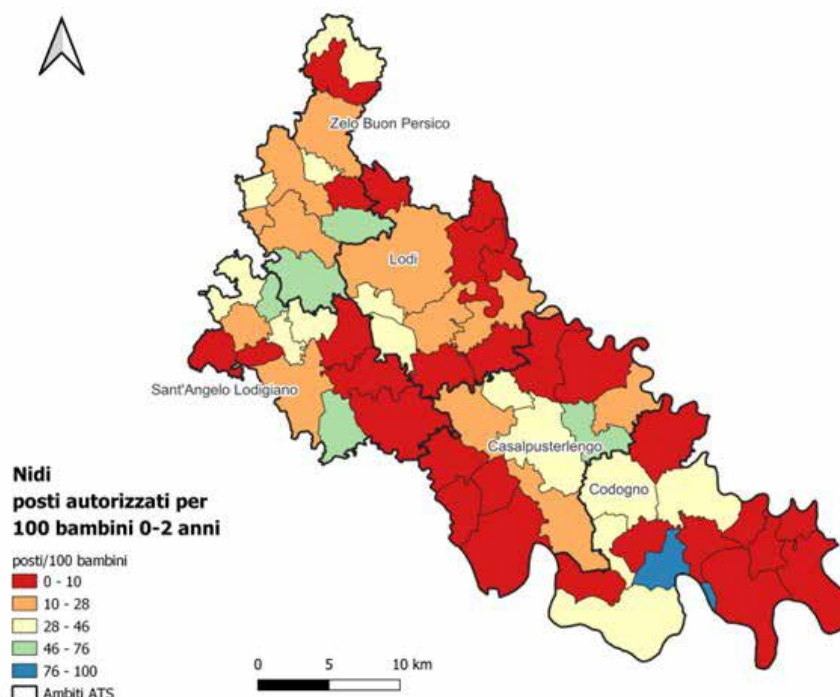 Zelo Buon Persico
Lodi
Sant'Angelo Lodigiano
Casalpusterlengo
Codogno
Nidi
posti autorizzati per
100 bambini 0-2 anni
posti/100 bambini
0 - 10
10 - 28
28 - 46
46 - 76
76 - 100
Ambiti ATS
0 5 10 km